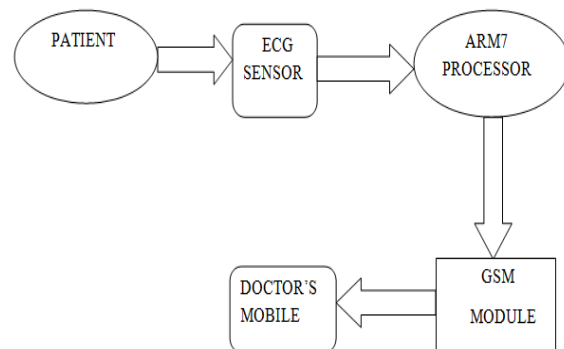 PATIENT
ECG
SENSOR
ARM7
PROCESSOR
GSM
MODULE
DOCTOR'S
MOBILE